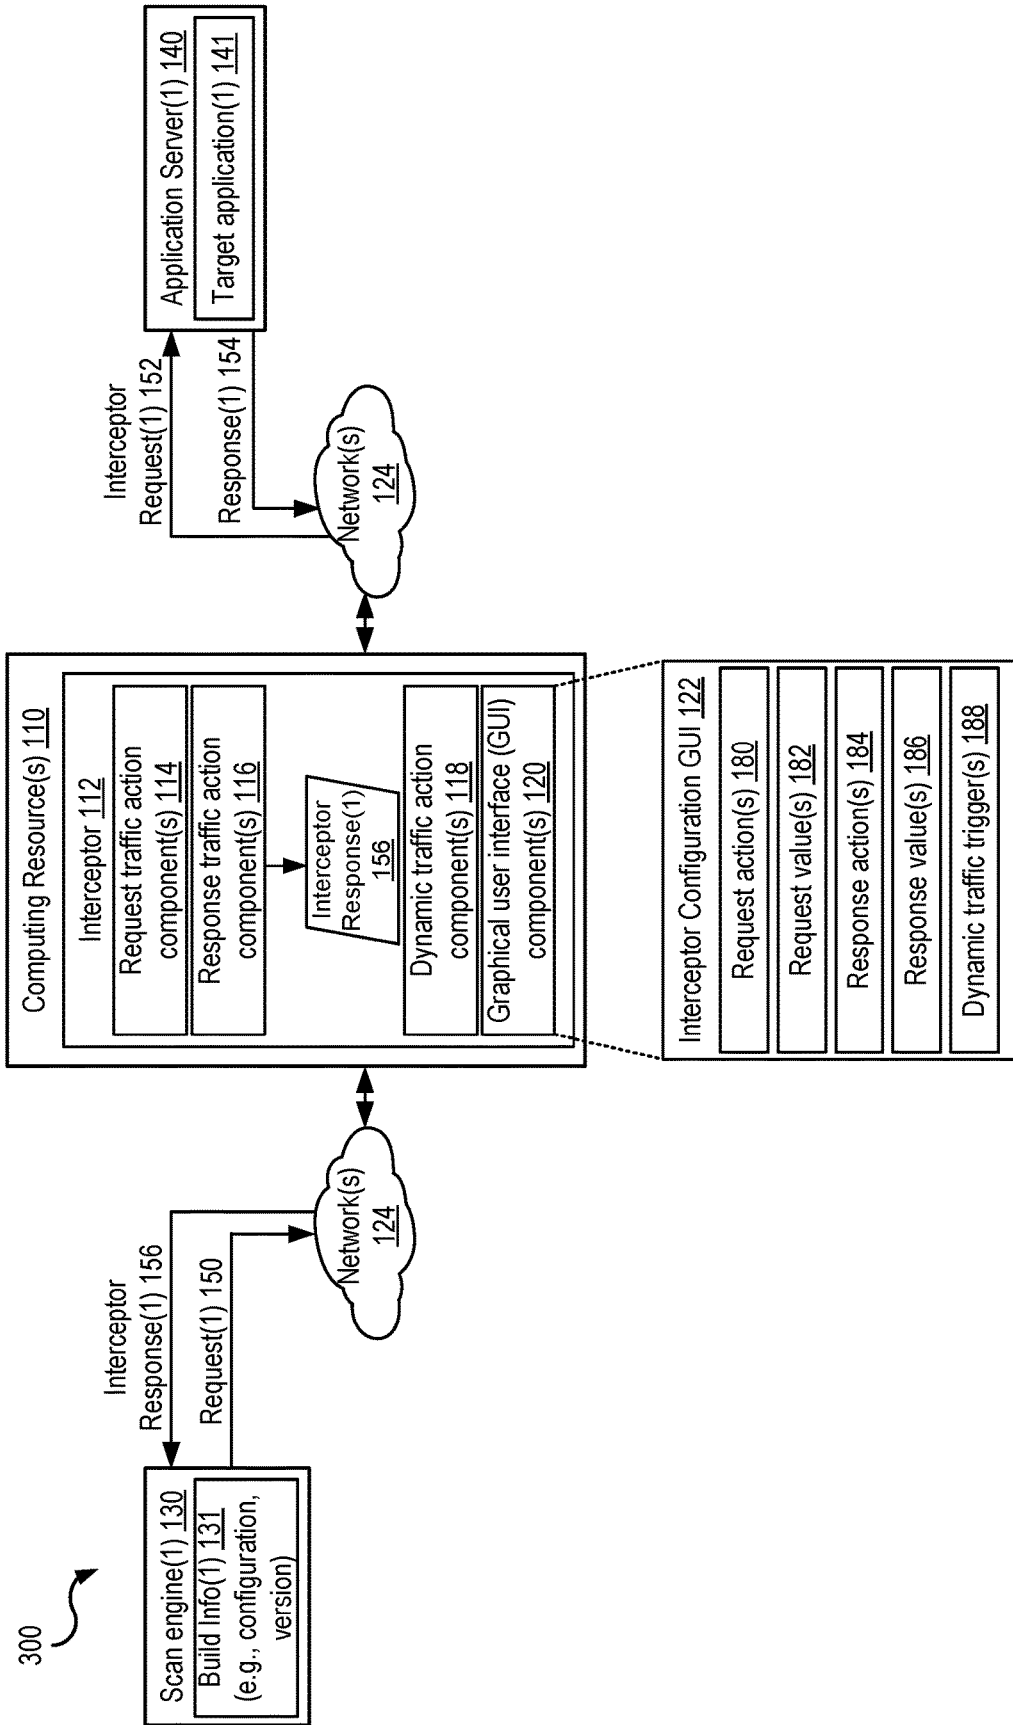 300
Scan engine(1) 130
Build Info(1) 131
(e.g., configuration,
version)
Interceptor
Response(1) 156
Request(1) 150
Network(s)
124
Computing Resource(s) 110
Interceptor 112
Request traffic action
component(s) 114
Response traffic action
component(s) 116
Interceptor
Response(1)
156
Dynamic traffic action
component(s) 118
Graphical user interface (GUI)
component(s) 120
Interceptor Configuration GUI 122
Request action(s) 180
Request value(s) 182
Response action(s) 184
Response value(s) 186
Dynamic traffic trigger(s) 188
Network(s)
124
Interceptor
Request(1) 152
Response(1) 154
Application Server(1) 140
Target application(1) 141